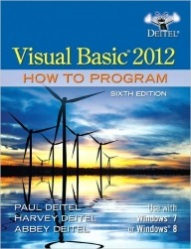 DEITEL®
Visual Basic® 2012
HOW TO PROGRAM
SIXTH EDITION
PAUL DEITEL
HARVEY DEITEL
ABBEY DEITEL
Use with
Windows® 7
or Windows® 8